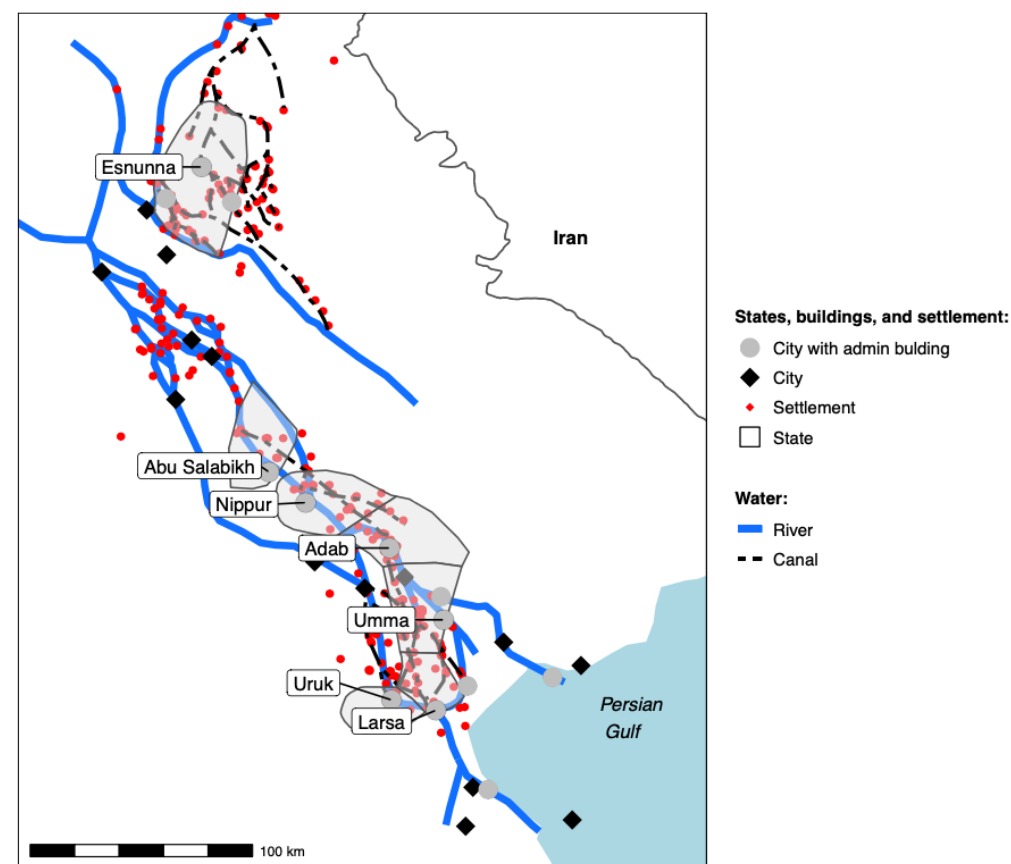 Esnunna
Iran
Abu Salabikh
Nippur
Adab
Umma
Uruk
Larsa
Persian
Gulf
100 km
States, buildings, and settlement:
City with admin bulding
City
Settlement
State
Water:
River
Canal